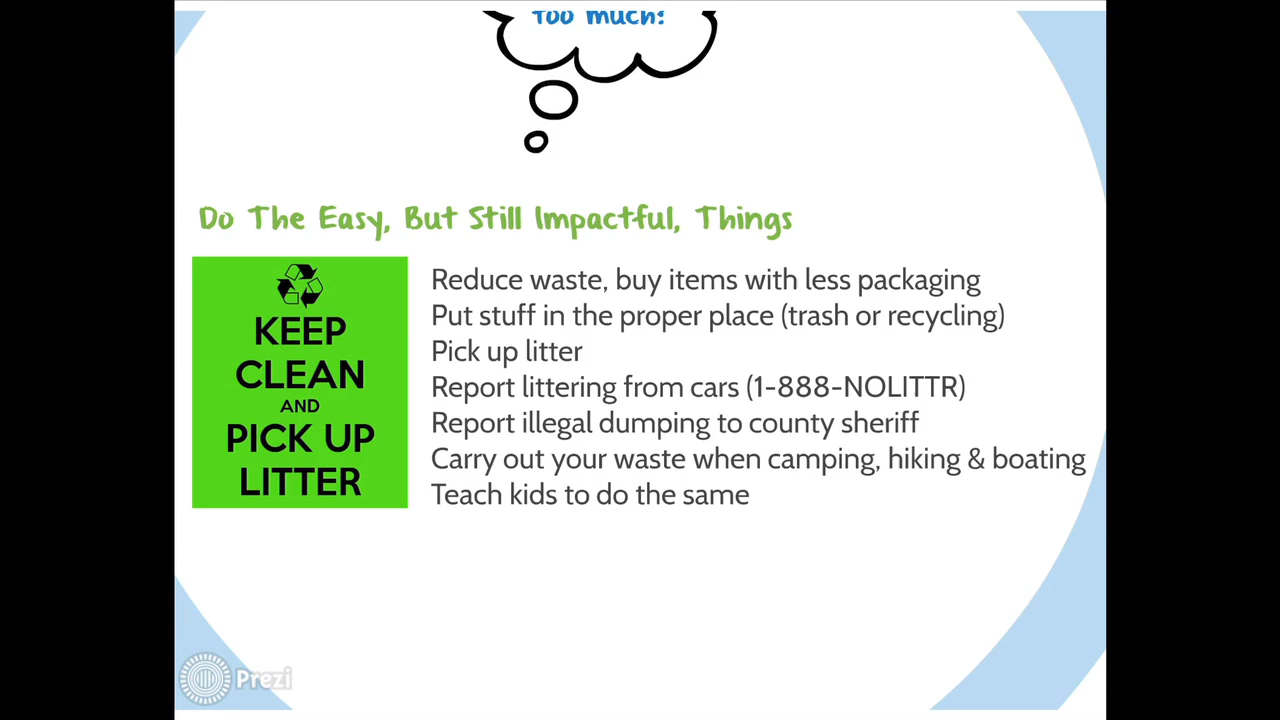 too much?
Do The Easy, But Still Impactful, Things
KEEP
CLEAN
AND
PICK UP
LITTER
Reduce waste, buy items with less packaging
Put stuff in the proper place (trash or recycling)
Pick up litter
Report littering from cars (1-888-NOLITTR)
Report illegal dumping to county sheriff
Carry out your waste when camping, hiking & boating
Teach kids to do the same
Prezi